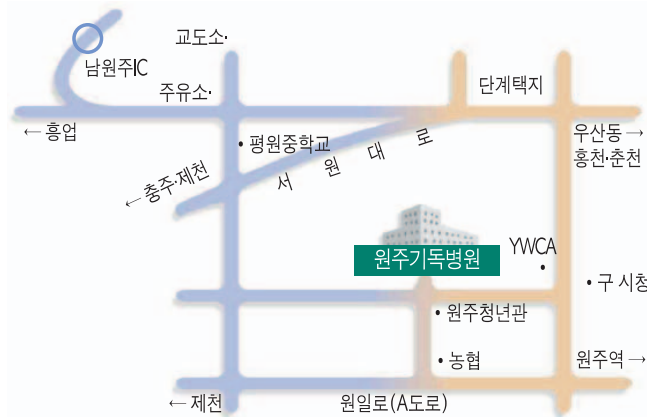 교도소·
남원주IC
주유소·
단계택지
← 흥업
• 평원중학교
서 원 대 로
우산동 →
홍천·춘천
← 충주·제천
원주기독병원
YWCA
• 구 시청
• 원주청년관
• 농협
원주역 →
← 제천
원일로(A도로)